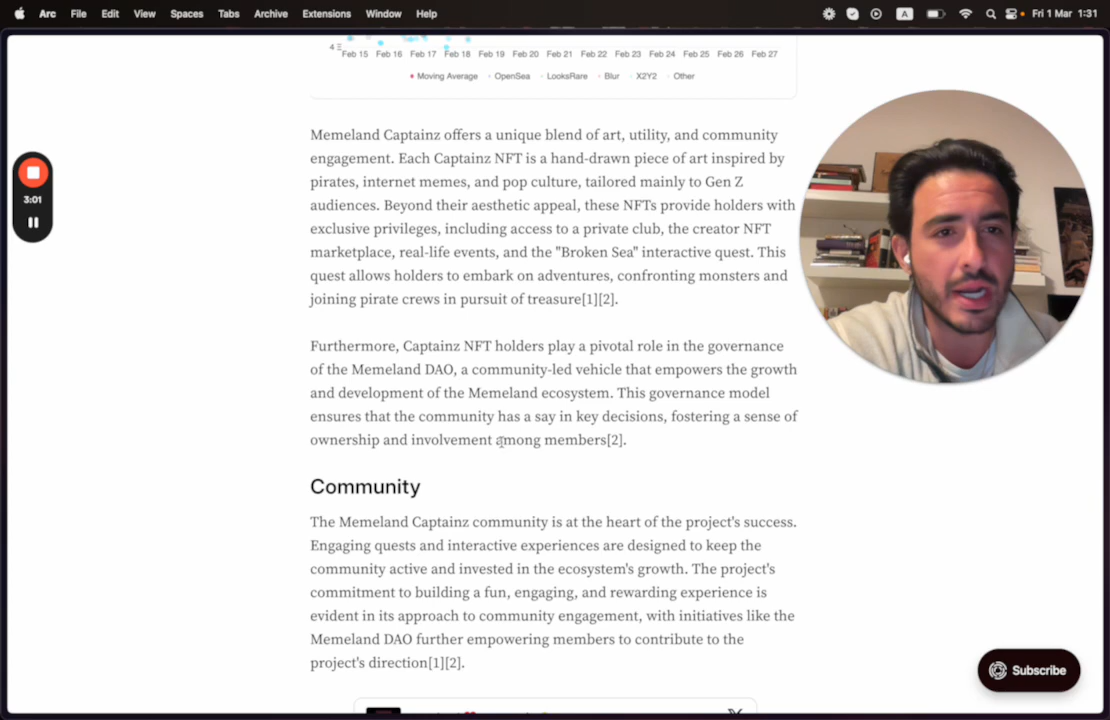 Arc File Edit View Spaces Tabs Archive Extensions Window Help A Fri 1 Mar 1:31
4
Feb 15 Feb 16 Feb 17 Feb 18 Feb 19 Feb 20 Feb 21 Feb 22 Feb 23 Feb 24 Feb 25 Feb 26 Feb 27
Moving Average OpenSea LooksRare Blur X2Y2 Other
Memeland Captainz offers a unique blend of art, utility, and community
engagement. Each Captainz NFT is a hand-drawn piece of art inspired by
pirates, internet memes, and pop culture, tailored mainly to Gen Z
audiences. Beyond their aesthetic appeal, these NFTs provide holders with
exclusive privileges, including access to a private club, the creator NFT
marketplace, real-life events, and the "Broken Sea" interactive quest. This
quest allows holders to embark on adventures, confronting monsters and
joining pirate crews in pursuit of treasure[1][2].
3:01
Furthermore, Captainz NFT holders play a pivotal role in the governance
of the Memeland DAO, a community-led vehicle that empowers the growth
and development of the Memeland ecosystem. This governance model
ensures that the community has a say in key decisions, fostering a sense of
ownership and involvement among members[2].
Community
The Memeland Captainz community is at the heart of the project's success.
Engaging quests and interactive experiences are designed to keep the
community active and invested in the ecosystem's growth. The project's
commitment to building a fun, engaging, and rewarding experience is
evident in its approach to community engagement, with initiatives like the
Memeland DAO further empowering members to contribute to the
project's direction[1][2].
Subscribe